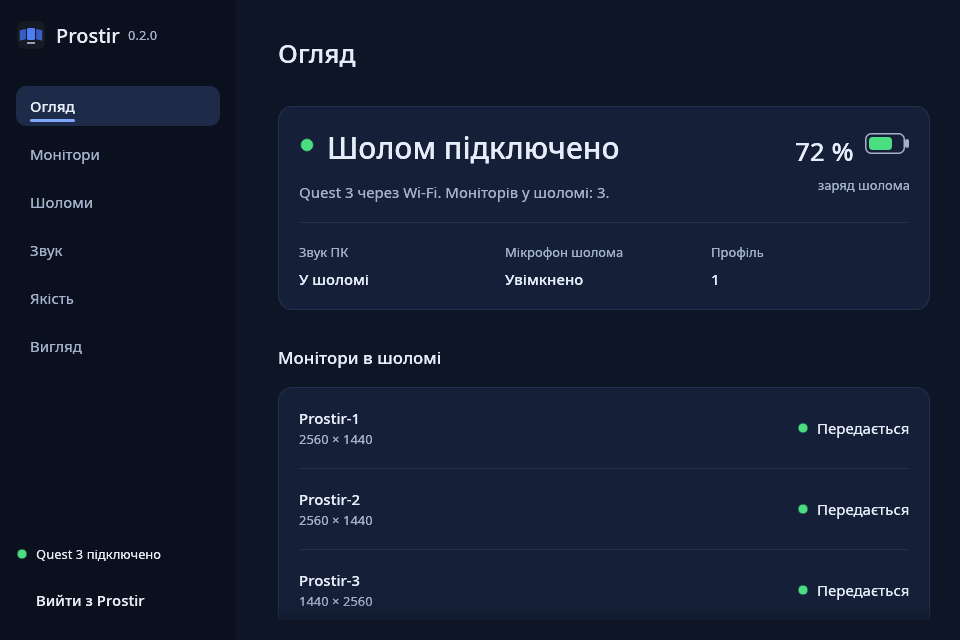 Prostir 0.2.0
Огляд
Монітори
Шоломи
Звук
Якість
Вигляд
Quest 3 підключено
Вийти з Prostir
Огляд
Шолом підключено
72 %
Quest 3 через Wi-Fi. Моніторів у шоломі: 3.
заряд шолома
Звук ПК
У шоломі
Мікрофон шолома
Увімкнено
Профіль
1
Монітори в шоломі
Prostir-1
2560 × 1440
Передається
Prostir-2
2560 × 1440
Передається
Prostir-3
1440 × 2560
Передається